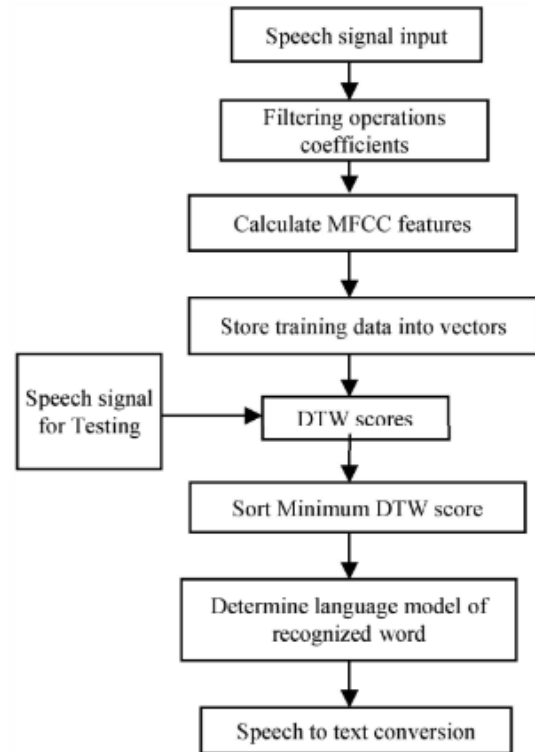 Speech signal input
Filtering operations
coefficients
Calculate MFCC features
Store training data into vectors
Speech signal
for Testing
DTW scores
Sort Minimum DTW score
Determine language model of
recognized word
Speech to text conversion